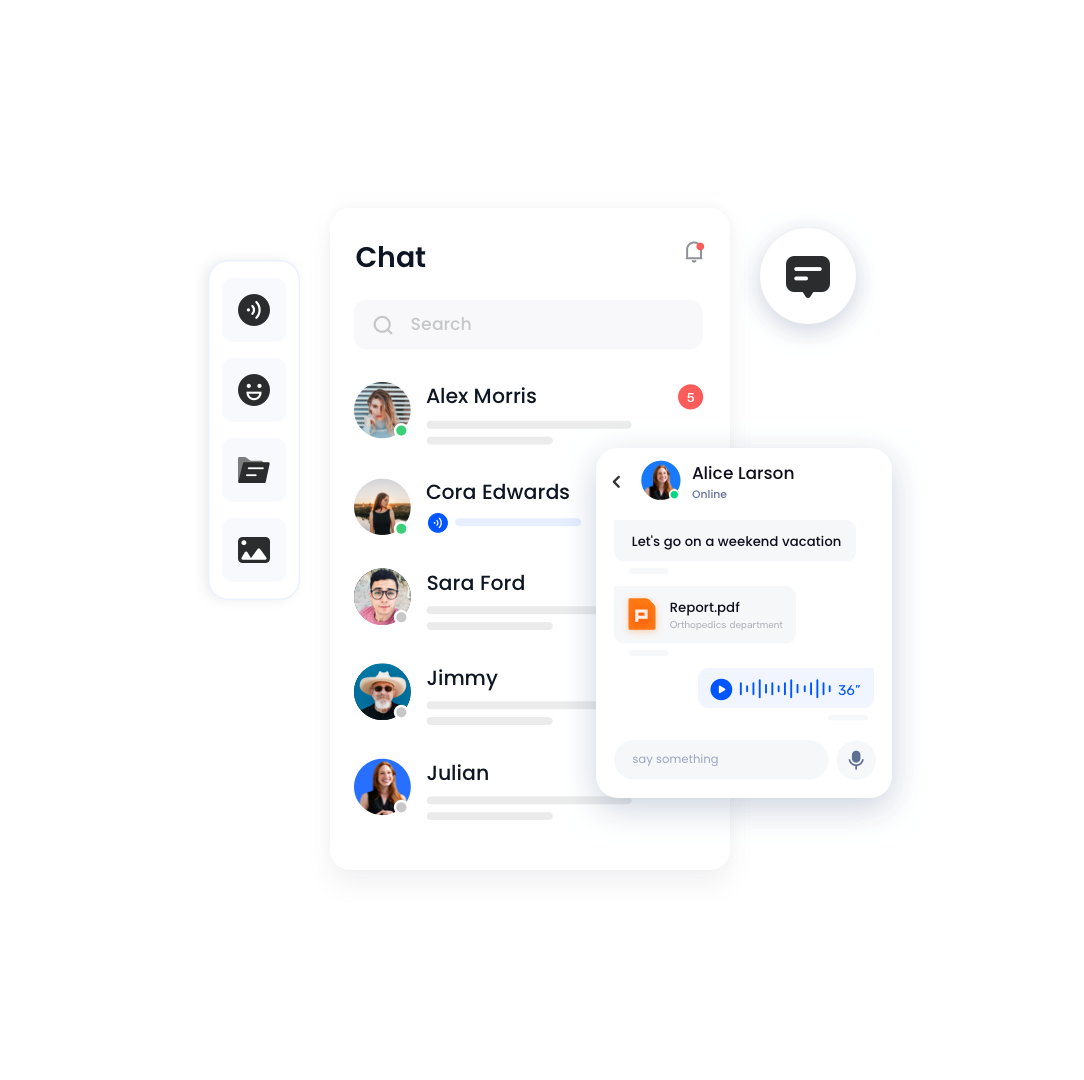 Chat
Search
Alex Morris
5
Cora Edwards
Sara Ford
Jimmy
Julian
Alice Larson
Online
Let's go on a weekend vacation
Report.pdf
Orthopedics department
36”
say something